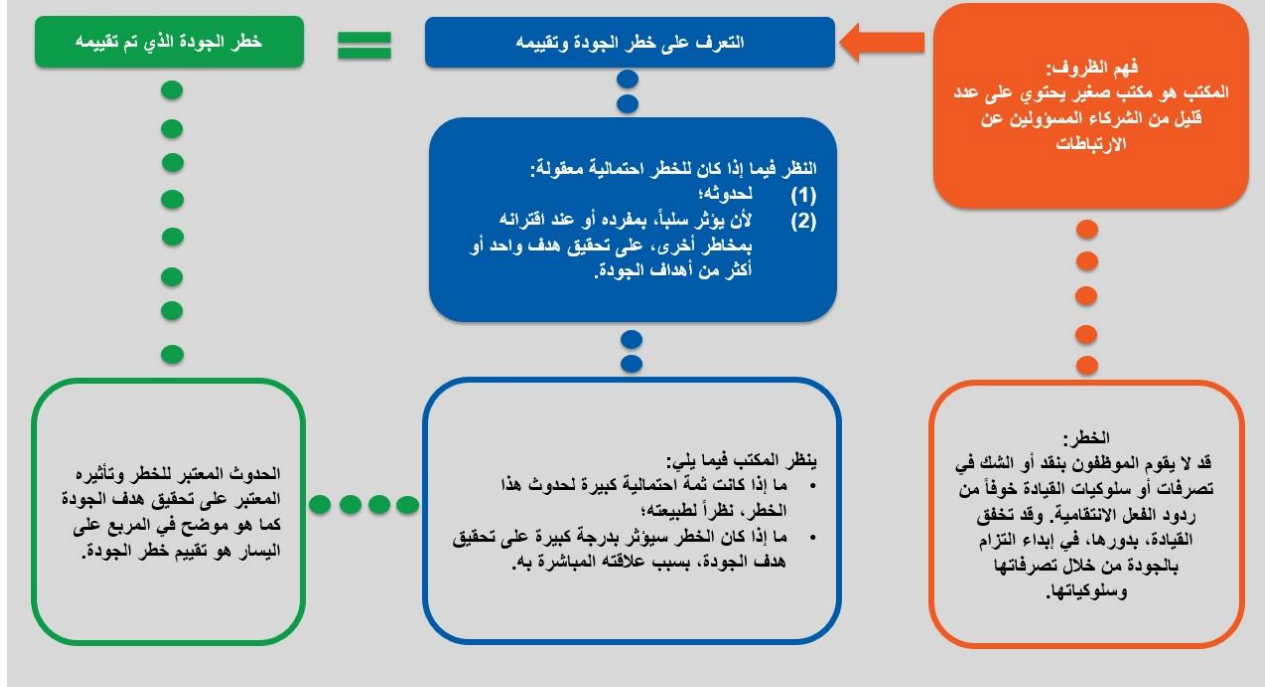 فهم الظروف:
المكتب هو مكتب صغير يحتوي على عدد
قليل من الشركاء المسؤولين عن
الارتباطات
التعرف على خطر الجودة وتقييمه
=
خطر الجودة الذي تم تقييمه
النظر فيما إذا كان للخطر احتمالية معقولة:
(1) لحدوثه؛
(2) لأن يؤثر سلباً، بمفرده أو عند اقترانه
بمخاطر أخرى، على تحقيق هدف واحد أو
أكثر من أهداف الجودة.
الخطر:
قد لا يقوم الموظفون بنقد أو الشك في
تصرفات أو سلوكيات القيادة خوفاً من
ردود الفعل الانتقامية. وقد تخفق
القيادة، بدورها، في إبداء التزام
بالجودة من خلال تصرفاتها
وسلوكياتها.
ينظر المكتب فيما يلي:
• ما إذا كانت ثمة احتمالية كبيرة لحدوث هذا
الخطر، نظراً لطبيعته؛
• ما إذا كان الخطر سيؤثر بدرجة كبيرة على تحقيق
هدف الجودة، بسبب علاقته المباشرة به.
الحدوث المعتبر للخطر وتأثيره
المعتبر على تحقيق هدف الجودة
كما هو موضح في المربع على
اليسار هو تقييم خطر الجودة.